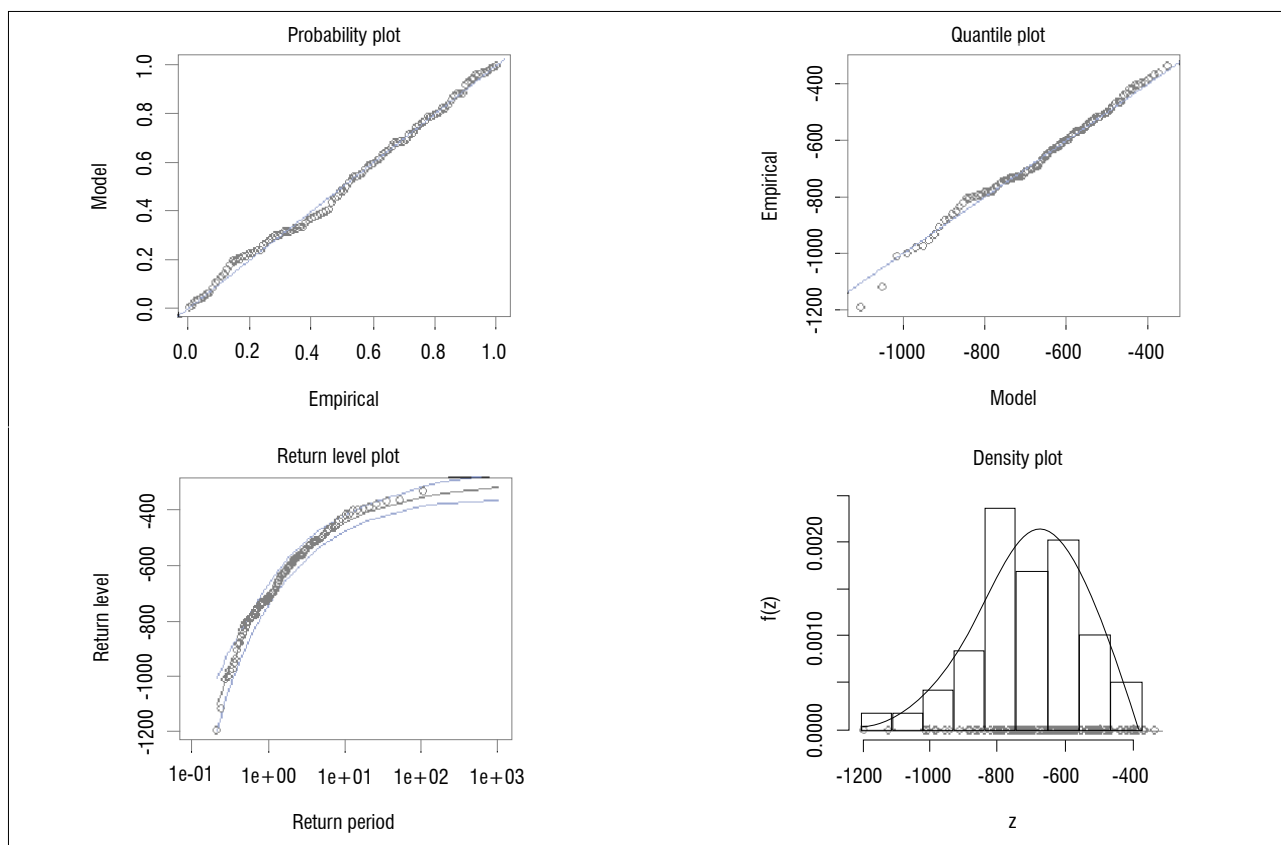 Probability plot
Model
1.0
0.8
0.6
0.4
0.2
0.0
0.0 0.2 0.4 0.6 0.8 1.0
Empirical
Quantile plot
Empirical
-400
-600
-800
-1000
-1200
-1000 -800 -600 -400
Model
Return level plot
Return level
-400
-600
-800
-1000
-1200
1e-01 1e+00 1e+01 1e+02 1e+03
Return period
Density plot
f(z)
0.0020
0.0010
0.0000
-1200 -1000 -800 -600 -400
z